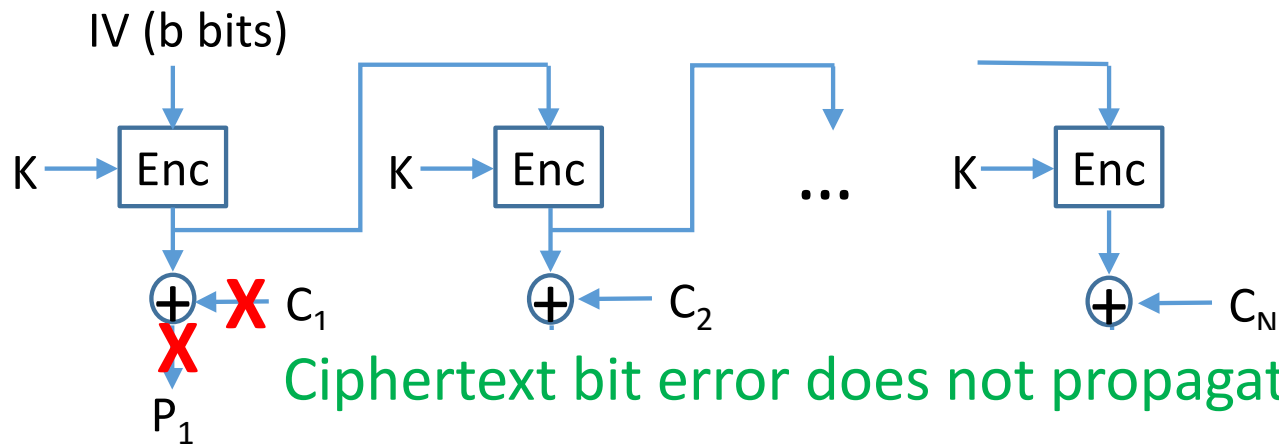 IV (b bits)
K Enc K Enc ... K Enc
+ C1 + C2 + CN
X X
Ciphertext bit error does not propagat
P1